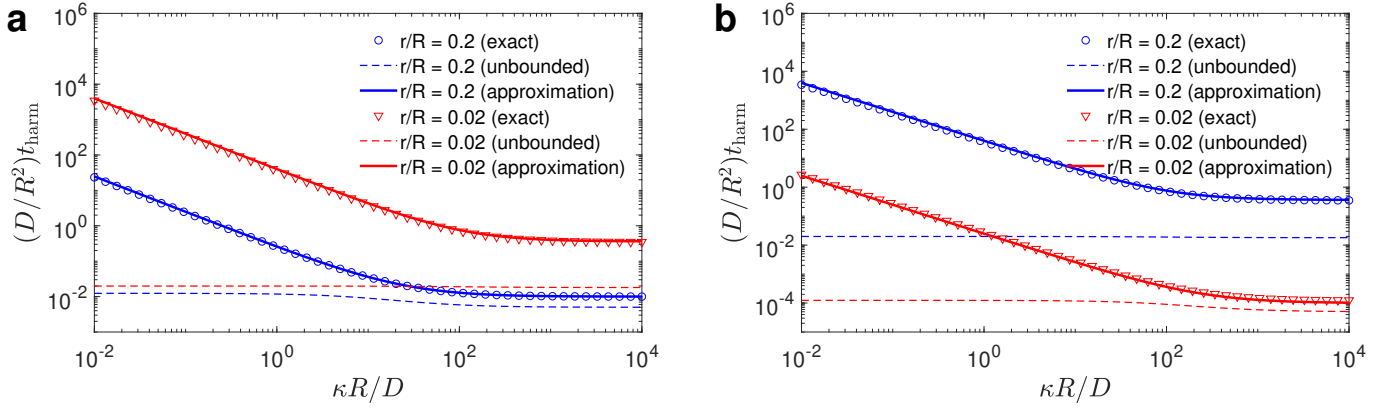 a
10^6
10^4
10^2
10^0
10^-2
10^-4
(D/R^2)t_harm
r/R = 0.2 (exact)
r/R = 0.2 (unbounded)
r/R = 0.2 (approximation)
r/R = 0.02 (exact)
r/R = 0.02 (unbounded)
r/R = 0.02 (approximation)
10^-2
10^0
10^2
10^4
κR/D
b
10^6
10^4
10^2
10^0
10^-2
10^-4
(D/R^2)t_harm
r/R = 0.2 (exact)
r/R = 0.2 (unbounded)
r/R = 0.2 (approximation)
r/R = 0.02 (exact)
r/R = 0.02 (unbounded)
r/R = 0.02 (approximation)
10^-2
10^0
10^2
10^4
κR/D